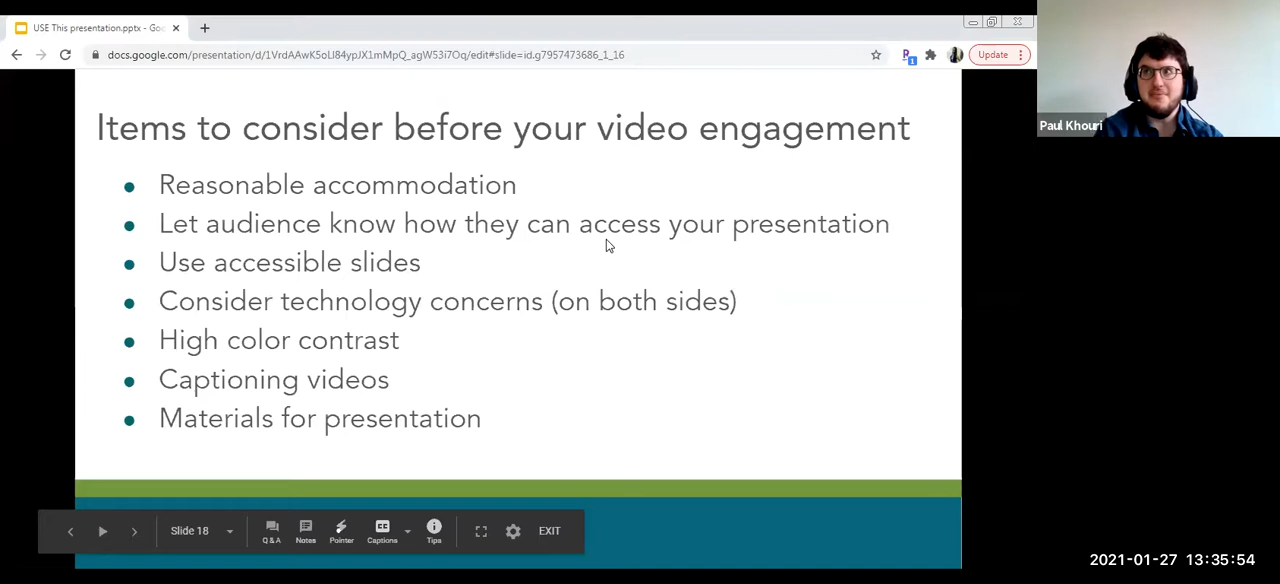 USE This presentation.pptx - Goo
docs.google.com/presentation/d/1VrdAAwK5oLl84ypJX1mMpQ_agW53i7Oq/edit#slide=id.g7957473686_1_16
Update
Paul Khouri
Items to consider before your video engagement
Reasonable accommodation
Let audience know how they can access your presentation
Use accessible slides
Consider technology concerns (on both sides)
High color contrast
Captioning videos
Materials for presentation
Slide 18
Q & A
Notes
Pointer
Captions
Tips
EXIT
2021-01-27 13:35:54